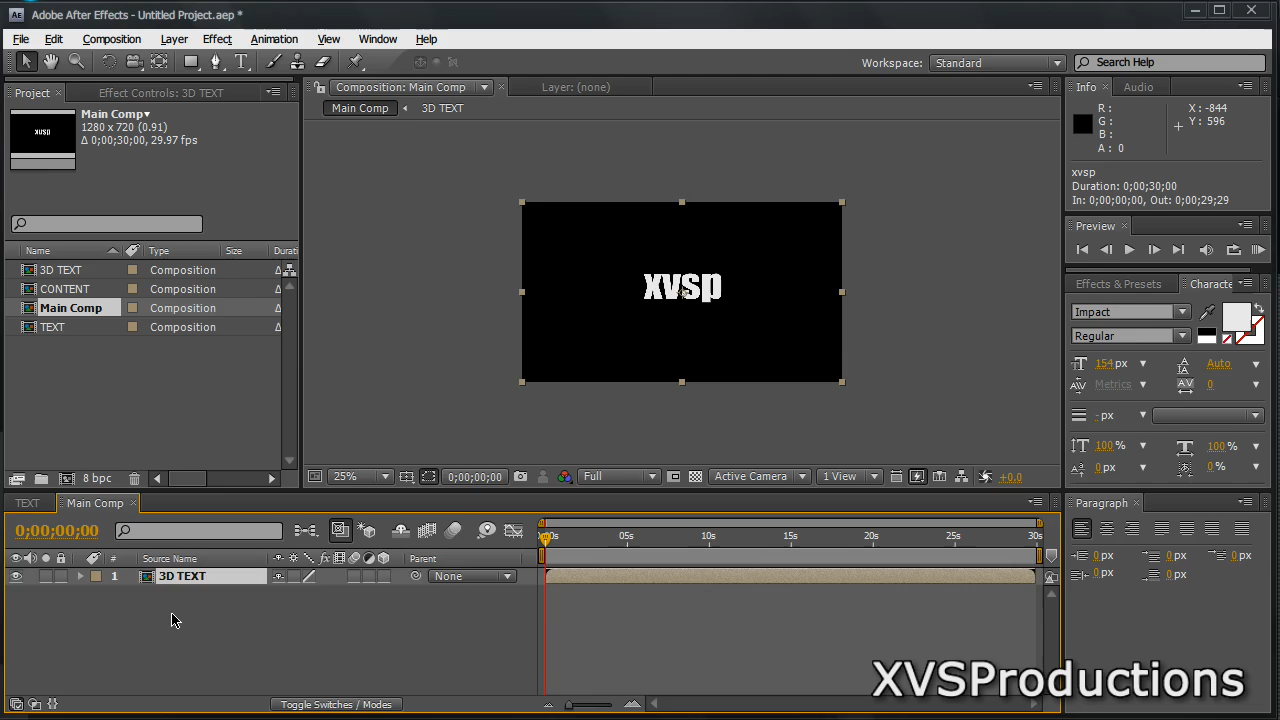 Adobe After Effects - Untitled Project.aep *
File Edit Composition Layer Effect Animation View Window Help
Workspace: Standard Search Help
Project Effect Controls: 3D TEXT
Main Comp
1280 x 720 (0.91)
Δ 0;00;30;00, 29.97 fps
xvsp
Name Type Size Durati
3D TEXT Composition
CONTENT Composition
Main Comp Composition
TEXT Composition
8 bpc
Composition: Main Comp Layer: (none)
Main Comp 3D TEXT
xvsp
25% 0;00;00;00 Full Active Camera 1 View +0.0
Info Audio
R : X : -844
G : Y : 596
B :
A : 0
xvsp
Duration: 0;00;30;00
In: 0;00;00;00, Out: 0;00;29;29
Preview
Effects & Presets Characte
Impact
Regular
154 px Auto
Metrics 0
- px
100 % 100 %
0 px 0 %
TEXT Main Comp
0;00;00;00
05s 10s 15s 20s 25s 30s
# Source Name Parent
1 3D TEXT None
Toggle Switches / Modes
Paragraph
0 px 0 px 0 px
0 px 0 px
XVSProductions